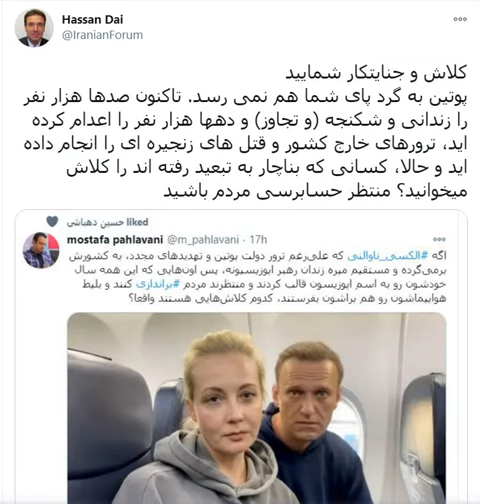 Hassan Dai
@IranianForum
کلاش و جنایتکار شمایید
پوتین به گرد پای شما هم نمی رسد. تاکنون صدها هزار نفر
را زندانی و شکنجه (و تجاوز) و دهها هزار نفر را اعدام کرده
اید، ترورهای خارج کشور و قتل های زنجیره ای را انجام داده
اید و حالا، کسانی که بناچار به تبعید رفته اند را کلاش
میخوانید؟ منتظر حسابرسی مردم باشید
حسین دهباشی liked
mostafa pahlavani @m_pahlavani · 17h
اگه #الکسی_ناوالنی که علی‌رغم ترور دولت پوتین و تهدیدهای مجدد، به کشورش
برمی‌گرده و مستقیم میره زندان رهبر اپوزیسیونه، پس اون‌هایی که این همه سال
خودشون رو به اسم اپوزیسون قالب کردند و منتظرند مردم #براندازی کنند و بلیط
هواپیماشون رو هم براشون بفرستند، کدوم کلاش‌هایی هستند واقعا؟